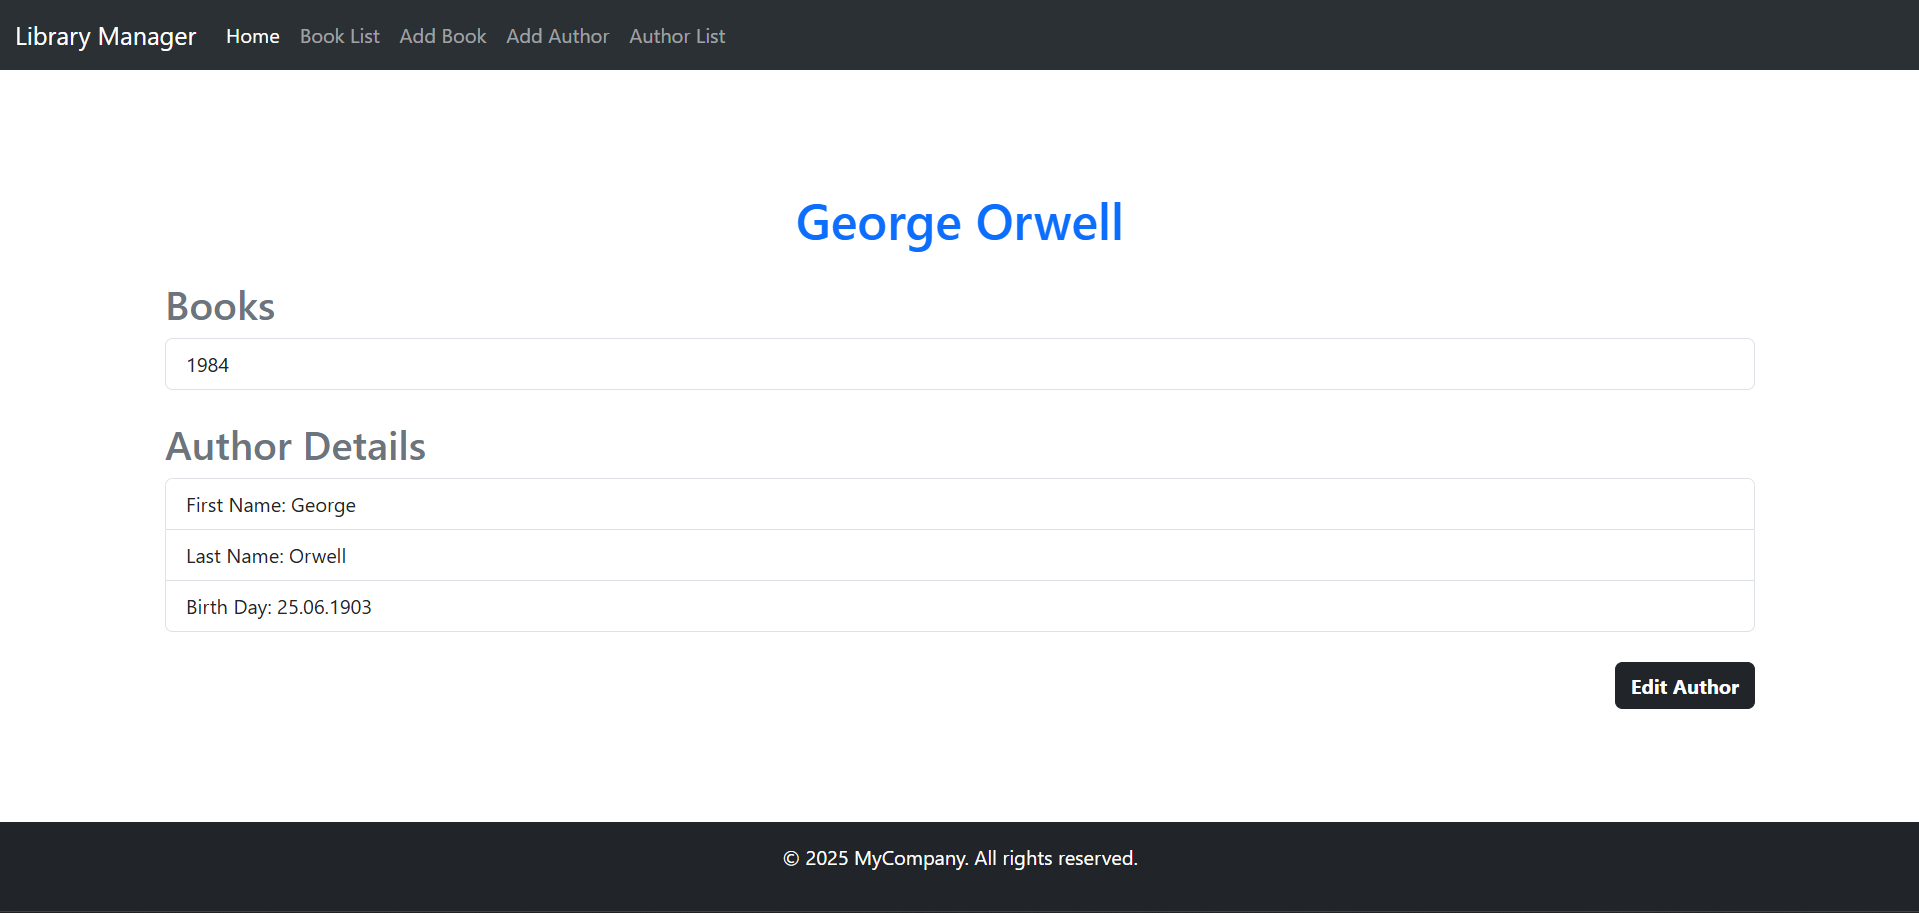 Library Manager Home Book List Add Book Add Author Author List
George Orwell
Books
1984
Author Details
First Name: George
Last Name: Orwell
Birth Day: 25.06.1903
Edit Author
© 2025 MyCompany. All rights reserved.